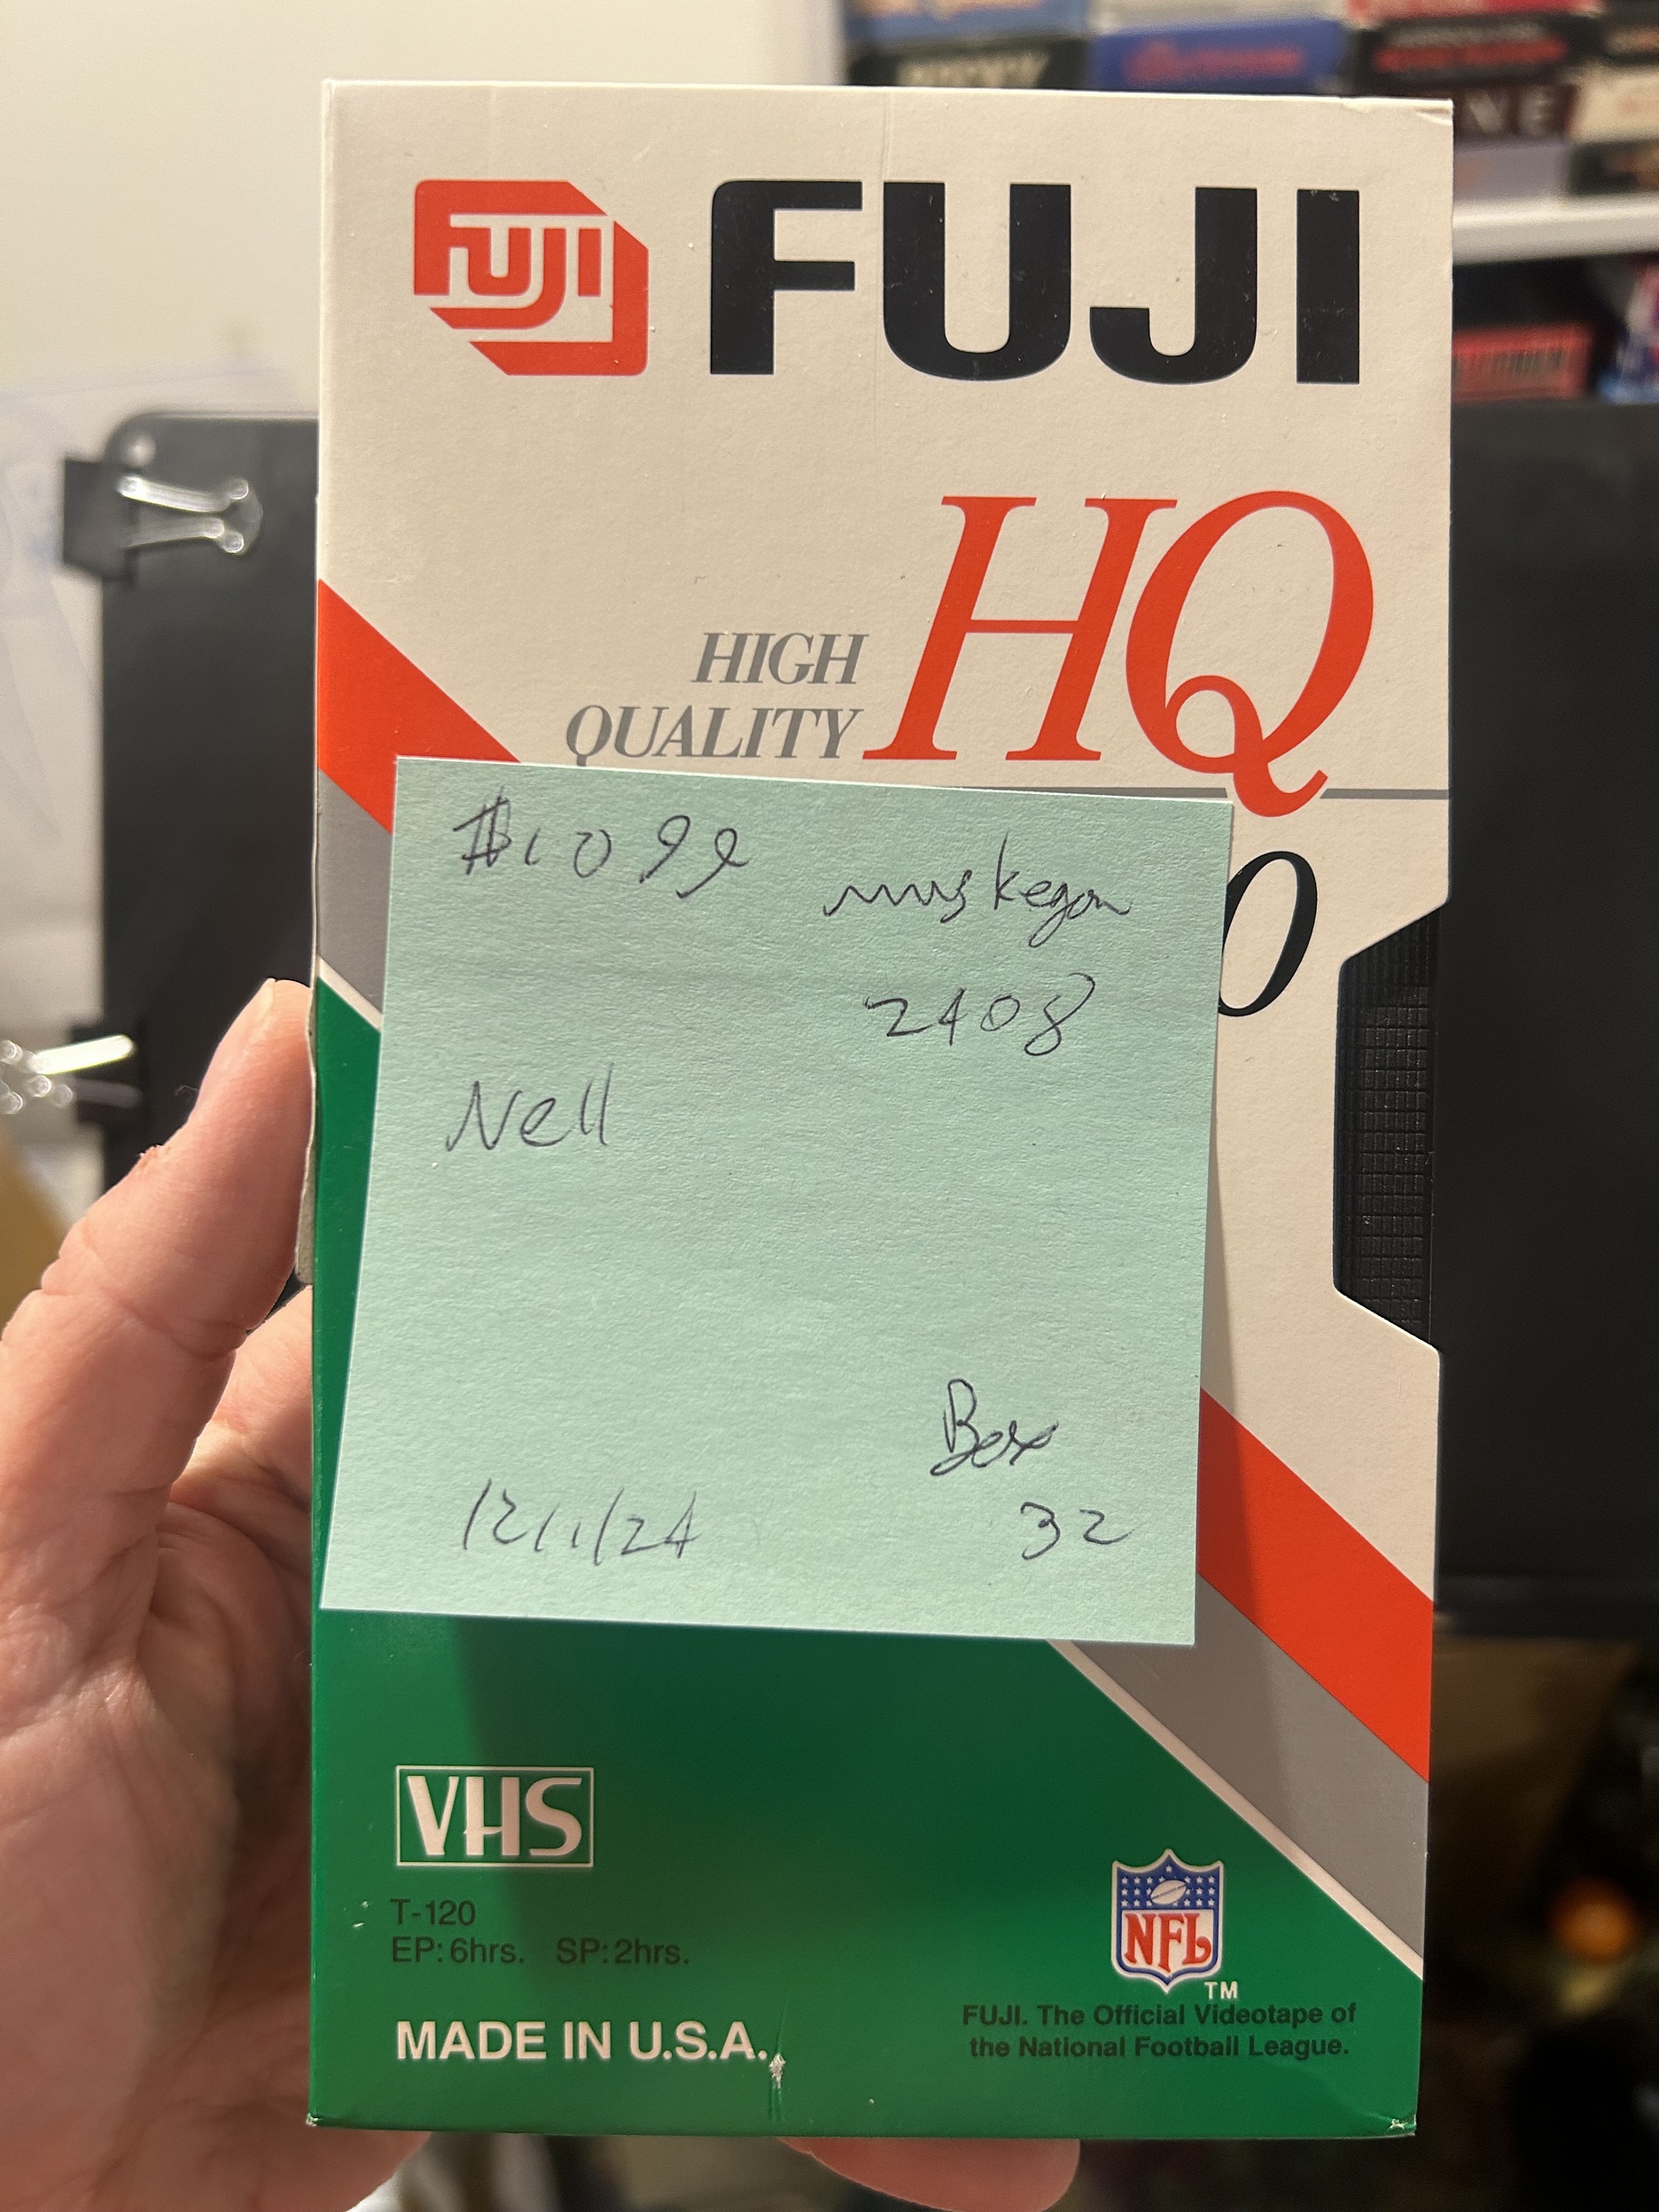 FUJI FUJI
HQ
HIGH
QUALITY
#1099
muskegon
0
2408
Nell
Box
32
12/1/24
VHS
T-120
EP: 6hrs. SP: 2hrs.
MADE IN U.S.A.
NFL
TM
FUJI. The Official Videotape of
the National Football League.